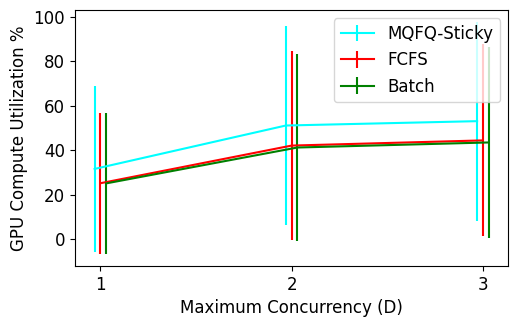 100
80
60
40
20
0
GPU Compute Utilization %
MQFQ-Sticky
FCFS
Batch
1 2 3
Maximum Concurrency (D)